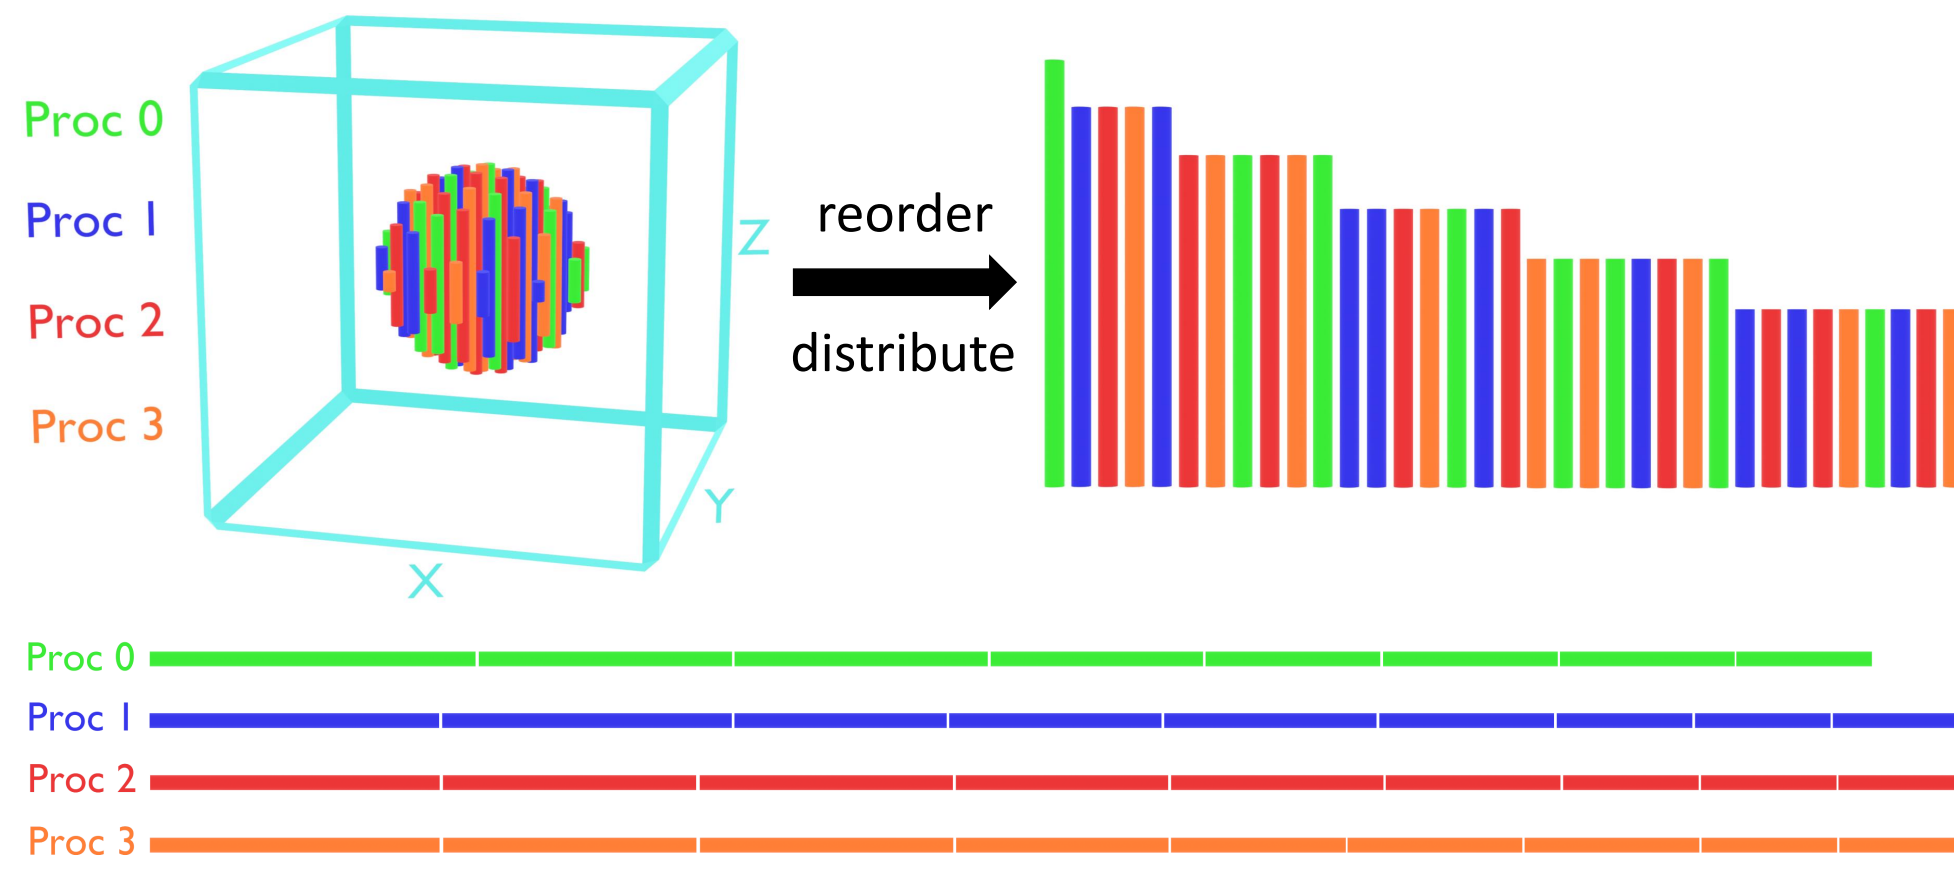 Proc 0
Proc 1
Proc 2
Proc 3
Z
Y
X
reorder
distribute
Proc 0
Proc 1
Proc 2
Proc 3